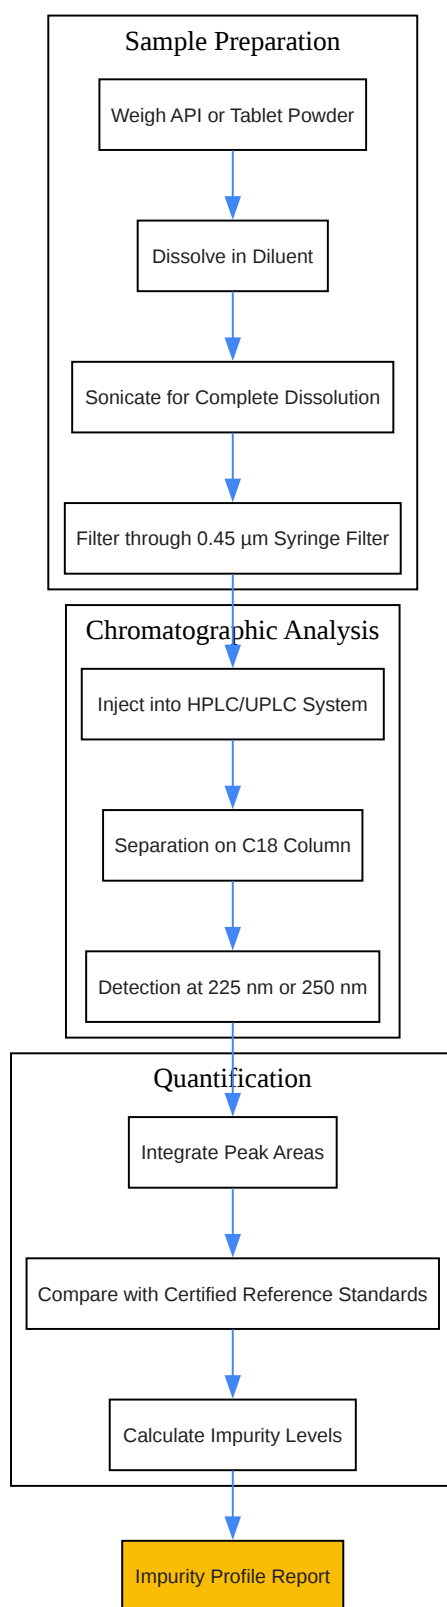 Sample Preparation
Weigh API or Tablet Powder
Dissolve in Diluent
Sonicate for Complete Dissolution
Filter through 0.45 µm Syringe Filter
Chromatographic Analysis
Inject into HPLC/UPLC System
Separation on C18 Column
Detection at 225 nm or 250 nm
Quantification
Integrate Peak Areas
Compare with Certified Reference Standards
Calculate Impurity Levels
Impurity Profile Report